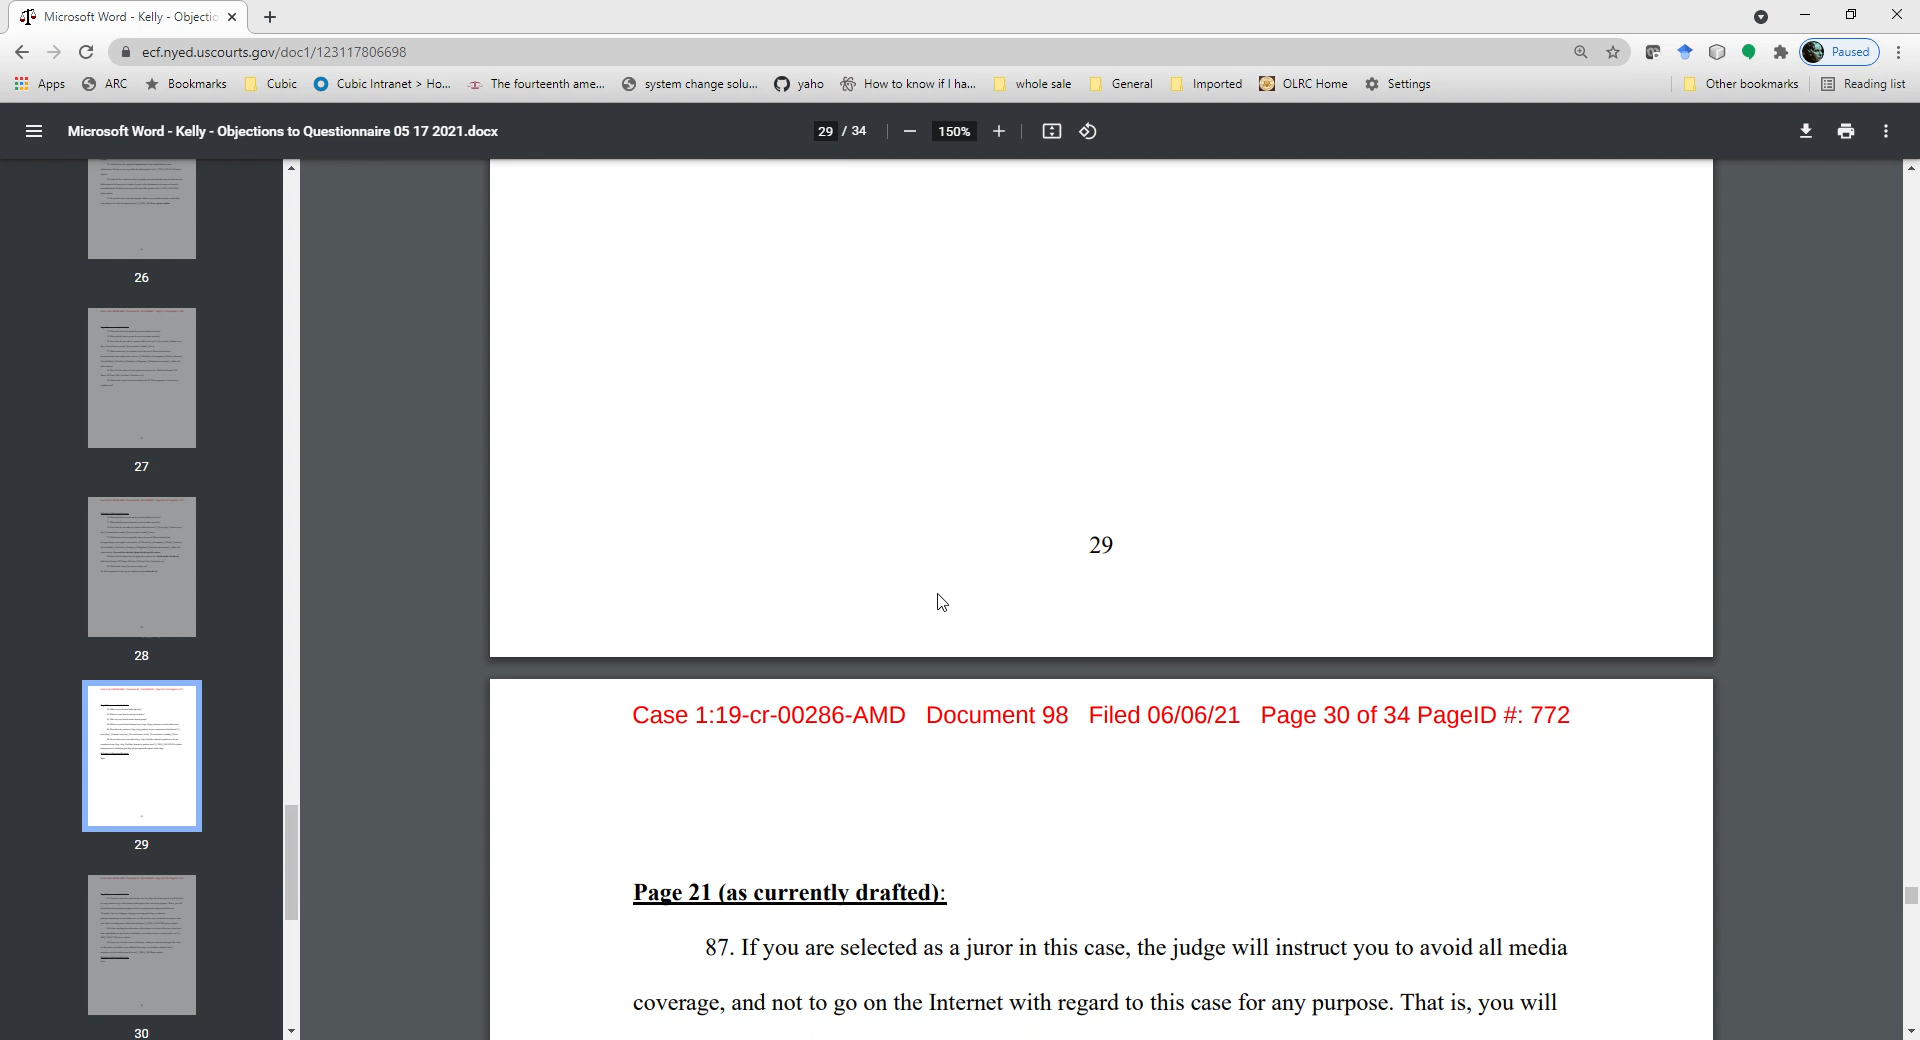 Microsoft Word - Kelly - Objectio
ecf.nyed.uscourts.gov/doc1/123117806698
Paused
Apps ARC Bookmarks Cubic Cubic Intranet > Ho... The fourteenth ame... system change solu... yaho How to know if I ha... whole sale General Imported OLRC Home Settings Other bookmarks Reading list
Microsoft Word - Kelly - Objections to Questionnaire 05 17 2021.docx
29 / 34
150%
26
27
28
29
30
29
Case 1:19-cr-00286-AMD Document 98 Filed 06/06/21 Page 30 of 34 PageID #: 772
Page 21 (as currently drafted):
87. If you are selected as a juror in this case, the judge will instruct you to avoid all media
coverage, and not to go on the Internet with regard to this case for any purpose. That is, you will